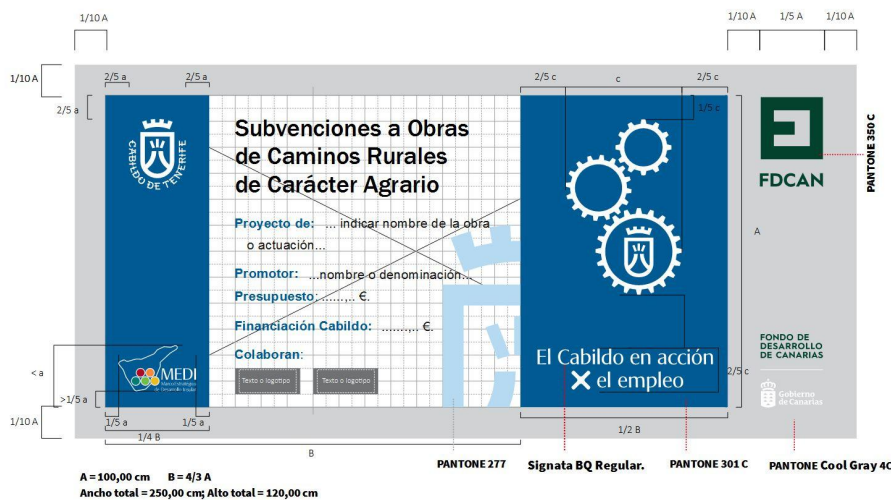 1/10 A
1/10 A
1/5 A
1/10 A
1/10 A
2/5 a
2/5 a
2/5 c
c
2/5 c
2/5 a
1/5 c
CABILDO DE TENERIFE
Subvenciones a Obras
de Caminos Rurales
de Carácter Agrario
Proyecto de: ... indicar nombre de la obra
o actuación...
Promotor: ...nombre o denominación...
Presupuesto: ......,.. €.
Financiación Cabildo: .......,.. €.
Colaboran:
Texto o logotipo
Texto o logotipo
FDCAN
PANTONE 350 C
A
El Cabildo en acción
X el empleo
FONDO DE
DESARROLLO
DE CANARIAS
Gobierno
de Canarias
MEDI
Marco Estratégico
de Desarrollo Insular
< a
>1/5 a
2/5 c
1/10 A
1/5 a
1/5 a
1/4 B
1/2 B
B
PANTONE 277
Signata BQ Regular.
PANTONE 301 C
PANTONE Cool Gray 4C
A = 100,00 cm B = 4/3 A
Ancho total = 250,00 cm; Alto total = 120,00 cm